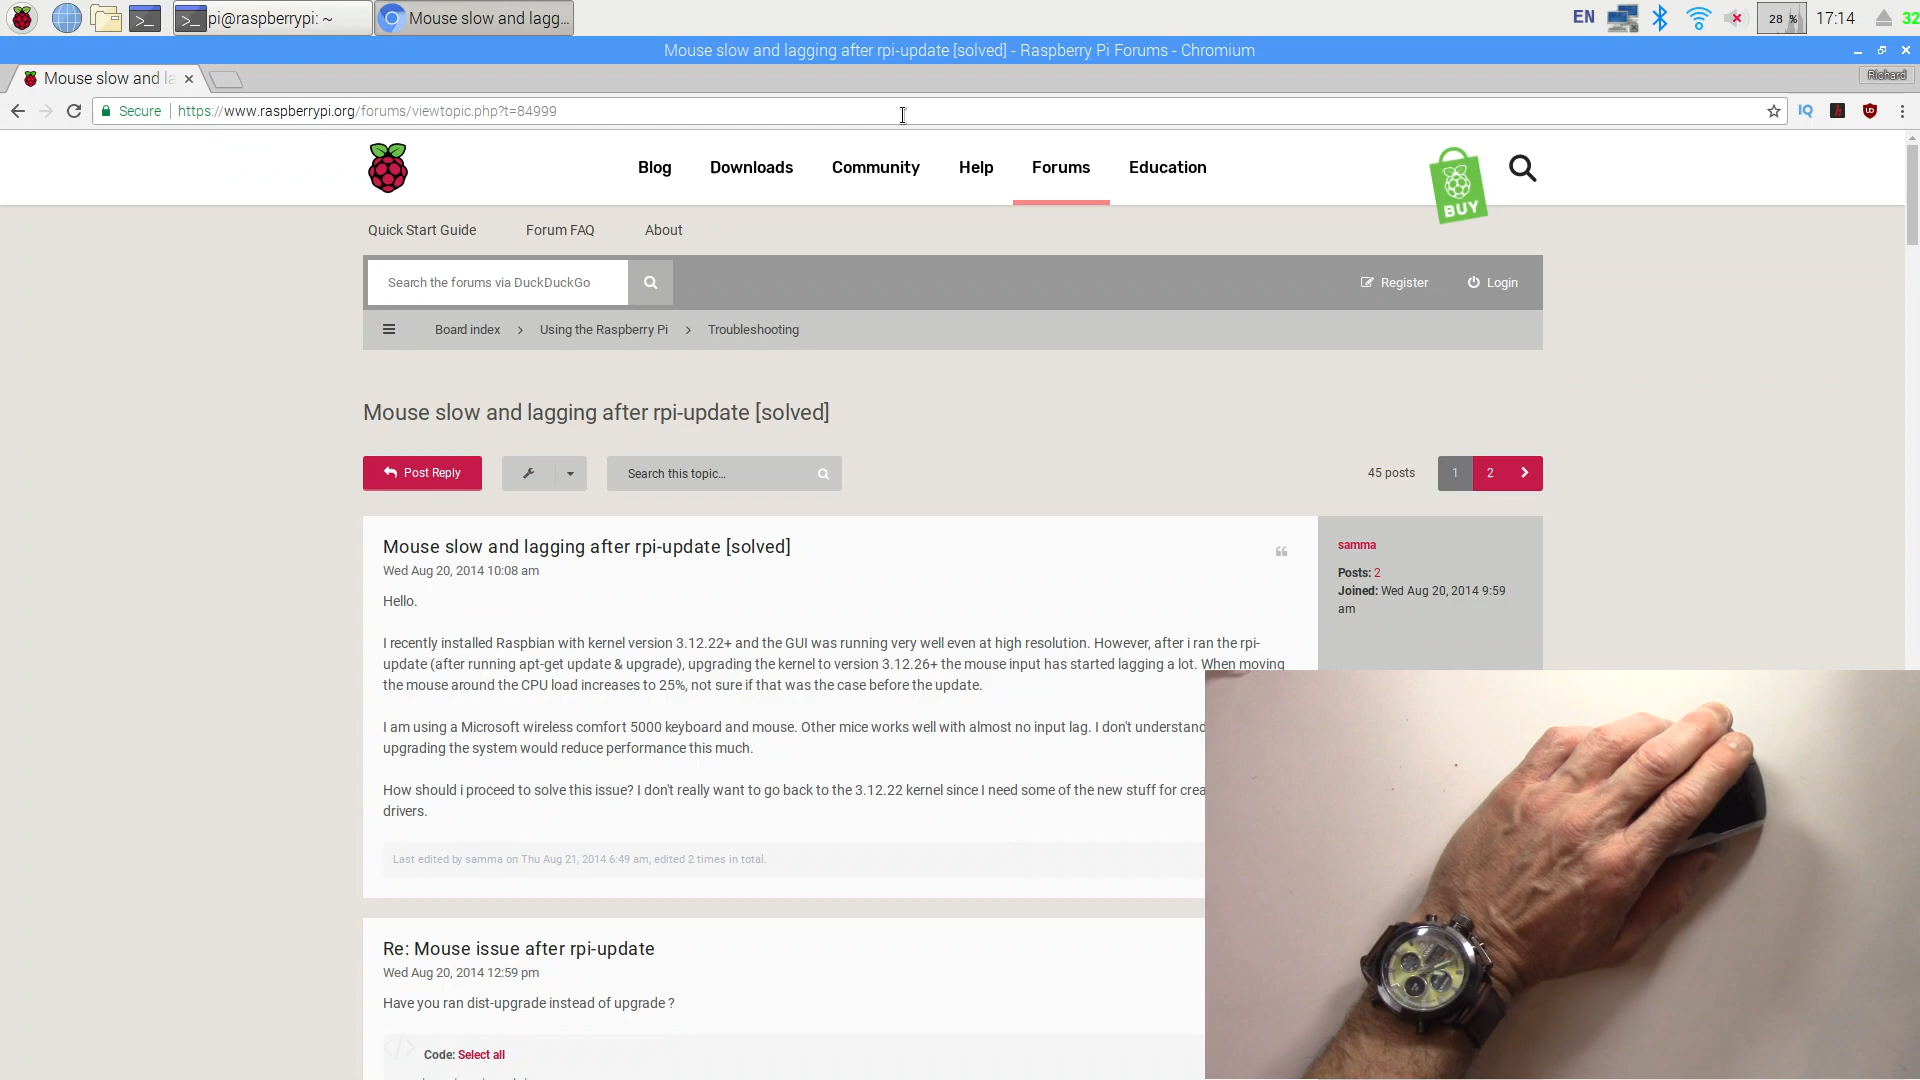 pi@raspberrypi: ~
Mouse slow and lagg...
EN
28 %
17:14
32
Mouse slow and lagging after rpi-update [solved] - Raspberry Pi Forums - Chromium
Mouse slow and la
Richard
Secure
https://www.raspberrypi.org/forums/viewtopic.php?t=84999
IQ
Blog
Downloads
Community
Help
Forums
Education
BUY
Quick Start Guide
Forum FAQ
About
Search the forums via DuckDuckGo
Register
Login
Board index
Using the Raspberry Pi
Troubleshooting
Mouse slow and lagging after rpi-update [solved]
Post Reply
Search this topic...
45 posts
1
2
Mouse slow and lagging after rpi-update [solved]
Wed Aug 20, 2014 10:08 am
Hello.
I recently installed Raspbian with kernel version 3.12.22+ and the GUI was running very well even at high resolution. However, after i ran the rpi-
update (after running apt-get update & upgrade), upgrading the kernel to version 3.12.26+ the mouse input has started lagging a lot. When moving
the mouse around the CPU load increases to 25%, not sure if that was the case before the update.
I am using a Microsoft wireless comfort 5000 keyboard and mouse. Other mice works well with almost no input lag. I don't understand
upgrading the system would reduce performance this much.
How should i proceed to solve this issue? I don't really want to go back to the 3.12.22 kernel since I need some of the new stuff for crea
drivers.
Last edited by samma on Thu Aug 21, 2014 6:49 am, edited 2 times in total.
samma
Posts: 2
Joined: Wed Aug 20, 2014 9:59
am
Re: Mouse issue after rpi-update
Wed Aug 20, 2014 12:59 pm
Have you ran dist-upgrade instead of upgrade ?
Code: Select all